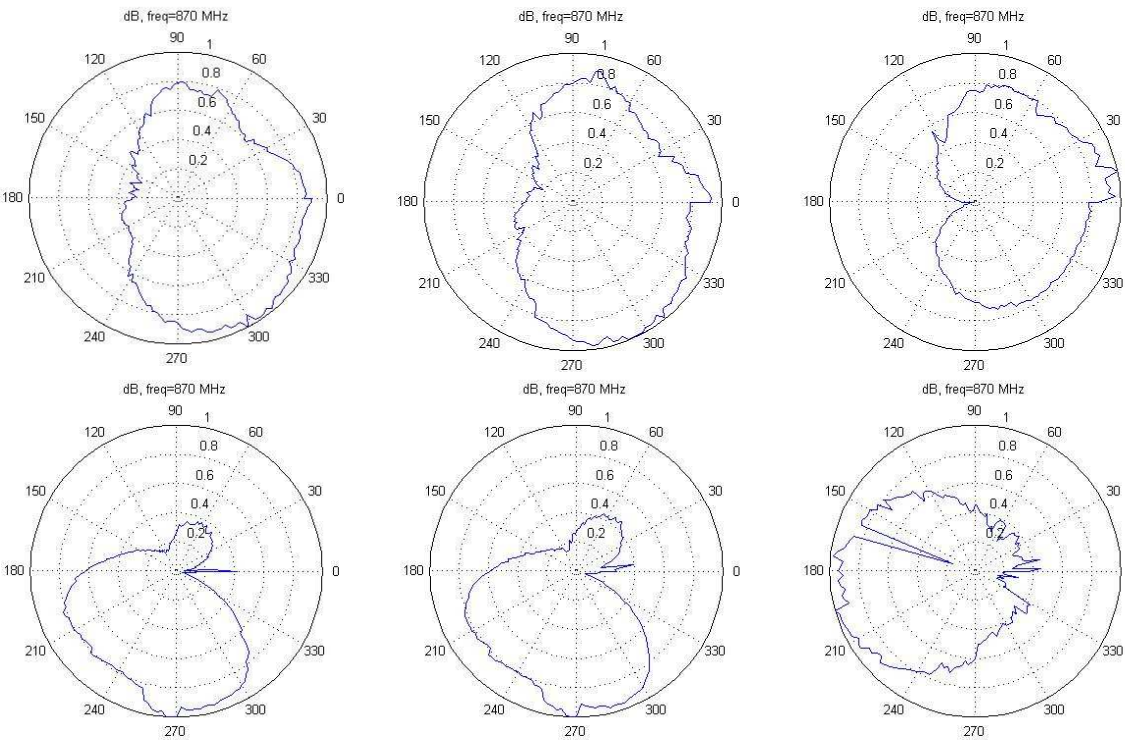 dB, freq=870 MHz dB, freq=870 MHz dB, freq=870 MHz
90 1 90 1 90 1
120 60 120 60 120 60
0.8 0.8 0.8
0.6 0.6 0.6
150 30 150 30 150 30
0.4 0.4 0.4
0.2 0.2 0.2
180 0 180 0 180 0
210 330 210 330 210 330
240 300 240 300 240 300
270 270 270
dB, freq=870 MHz dB, freq=870 MHz dB, freq=870 MHz
90 1 90 1 90 1
120 60 120 60 120 60
0.8 0.8 0.8
0.6 0.6 0.6
150 30 150 30 150 30
0.4 0.4 0.4
0.2 0.2 0.2
180 0 180 0 180 0
210 330 210 330 210 330
240 300 240 300 240 300
270 270 270